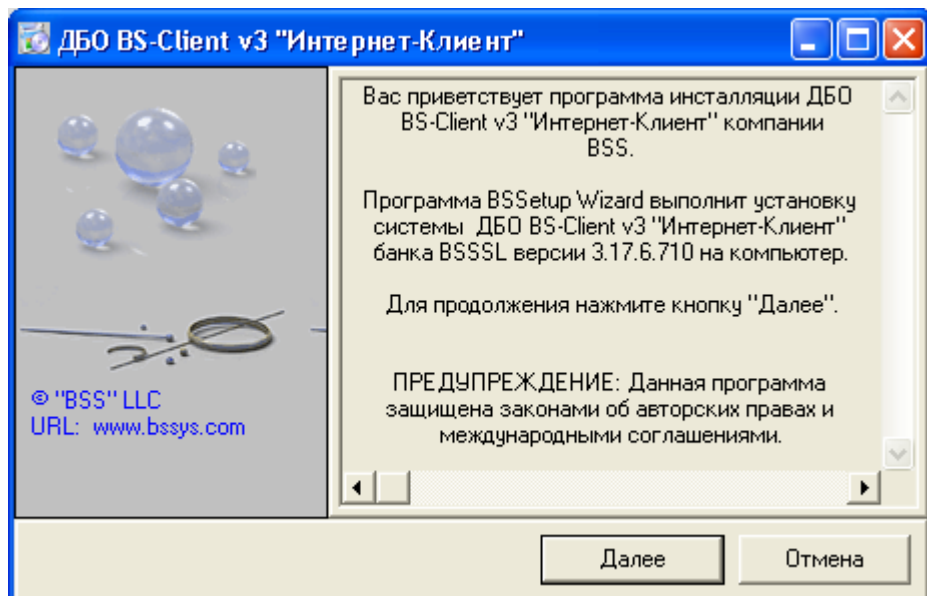 ДБО BS-Client v3 "Интернет-Клиент"
Вас приветствует программа инсталляции ДБО
BS-Client v3 "Интернет-Клиент" компании
BSS.
Программа BSSetup Wizard выполнит установку
системы ДБО BS-Client v3 "Интернет-Клиент"
банка BSSSL версии 3.17.6.710 на компьютер.
Для продолжения нажмите кнопку "Далее".
ПРЕДУПРЕЖДЕНИЕ: Данная программа
защищена законами об авторских правах и
международными соглашениями.
© "BSS" LLC
URL: www.bssys.com
Далее
Отмена